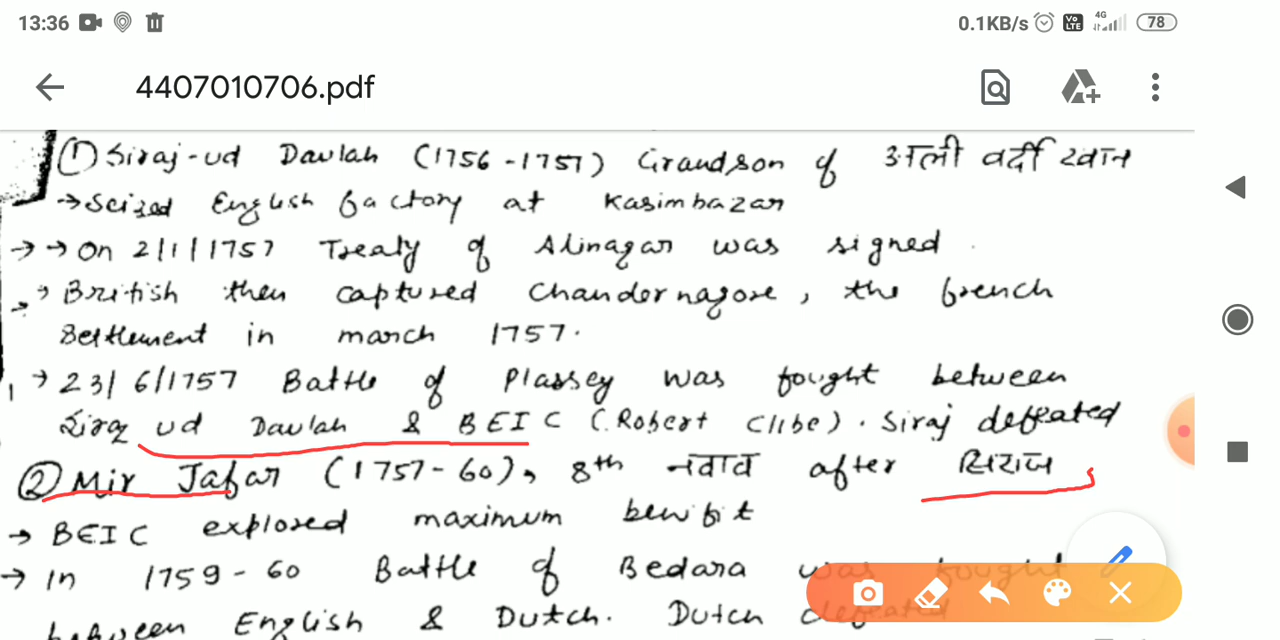 13:36 0.1KB/s Vo LTE 4G 78
4407010706.pdf
① Siraj-ud Daulah (1756-1757) Grandson of अली वर्दी खान
→ Seized English factory at Kasimbazar
→ → On 2/1/1757 Treaty of Alinagar was signed.
→ British then captured Chandernagore, the french
Settlement in march 1757.
→ 23/6/1757 Battle of Plassey was fought between
Siraj ud Daulah & BEIC (Robert Clibe). Siraj defeated
② Mir Jafar (1757-60), 8th नवाव after सिराज
→ BEIC explored maximum benifit
→ In 1759-60 Battle of Bedara was fought
between English & Dutch. Dutch defeated